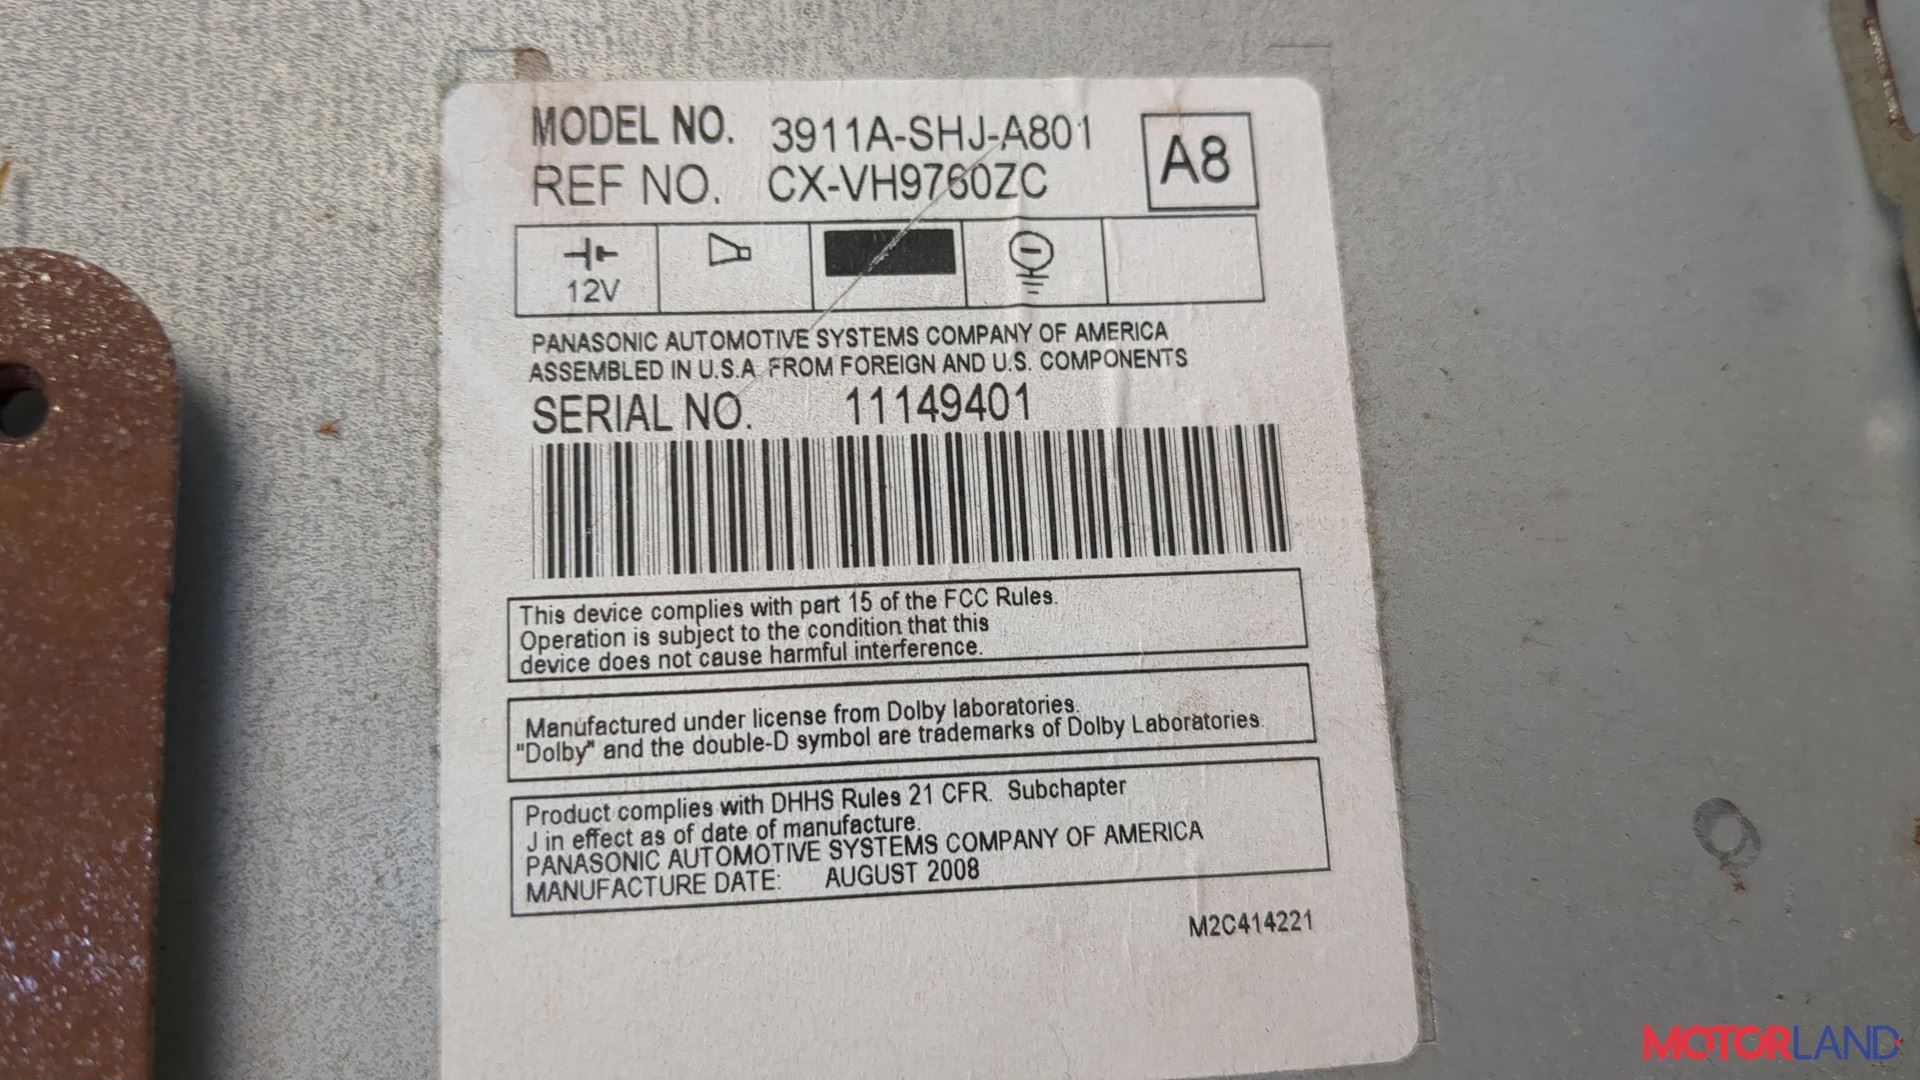 MODEL NO. 3911A-SHJ-A801
REF NO. CX-VH9760ZC
A8
12V
PANASONIC AUTOMOTIVE SYSTEMS COMPANY OF AMERICA
ASSEMBLED IN U.S.A FROM FOREIGN AND U.S. COMPONENTS
SERIAL NO. 11149401
This device complies with part 15 of the FCC Rules.
Operation is subject to the condition that this
device does not cause harmful interference.
Manufactured under license from Dolby laboratories.
"Dolby" and the double-D symbol are trademarks of Dolby Laboratories.
Product complies with DHHS Rules 21 CFR. Subchapter
J in effect as of date of manufacture.
PANASONIC AUTOMOTIVE SYSTEMS COMPANY OF AMERICA
MANUFACTURE DATE: AUGUST 2008
M2C414221
MOTORLAND